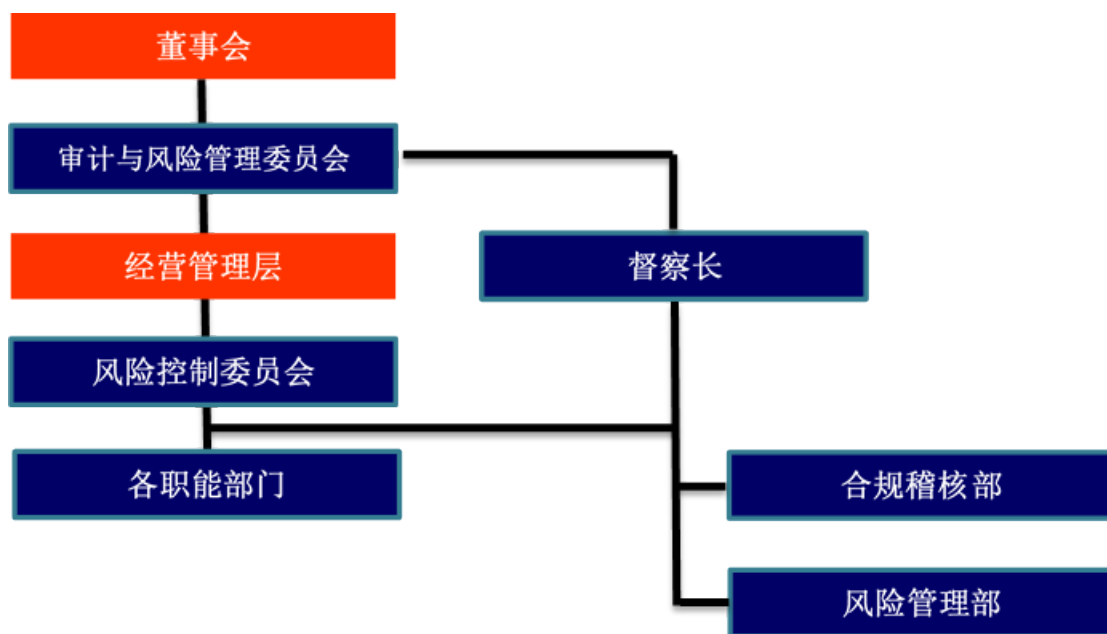 董事会
审计与风险管理委员会
经营管理层
督察长
风险控制委员会
各职能部门
合规稽核部
风险管理部